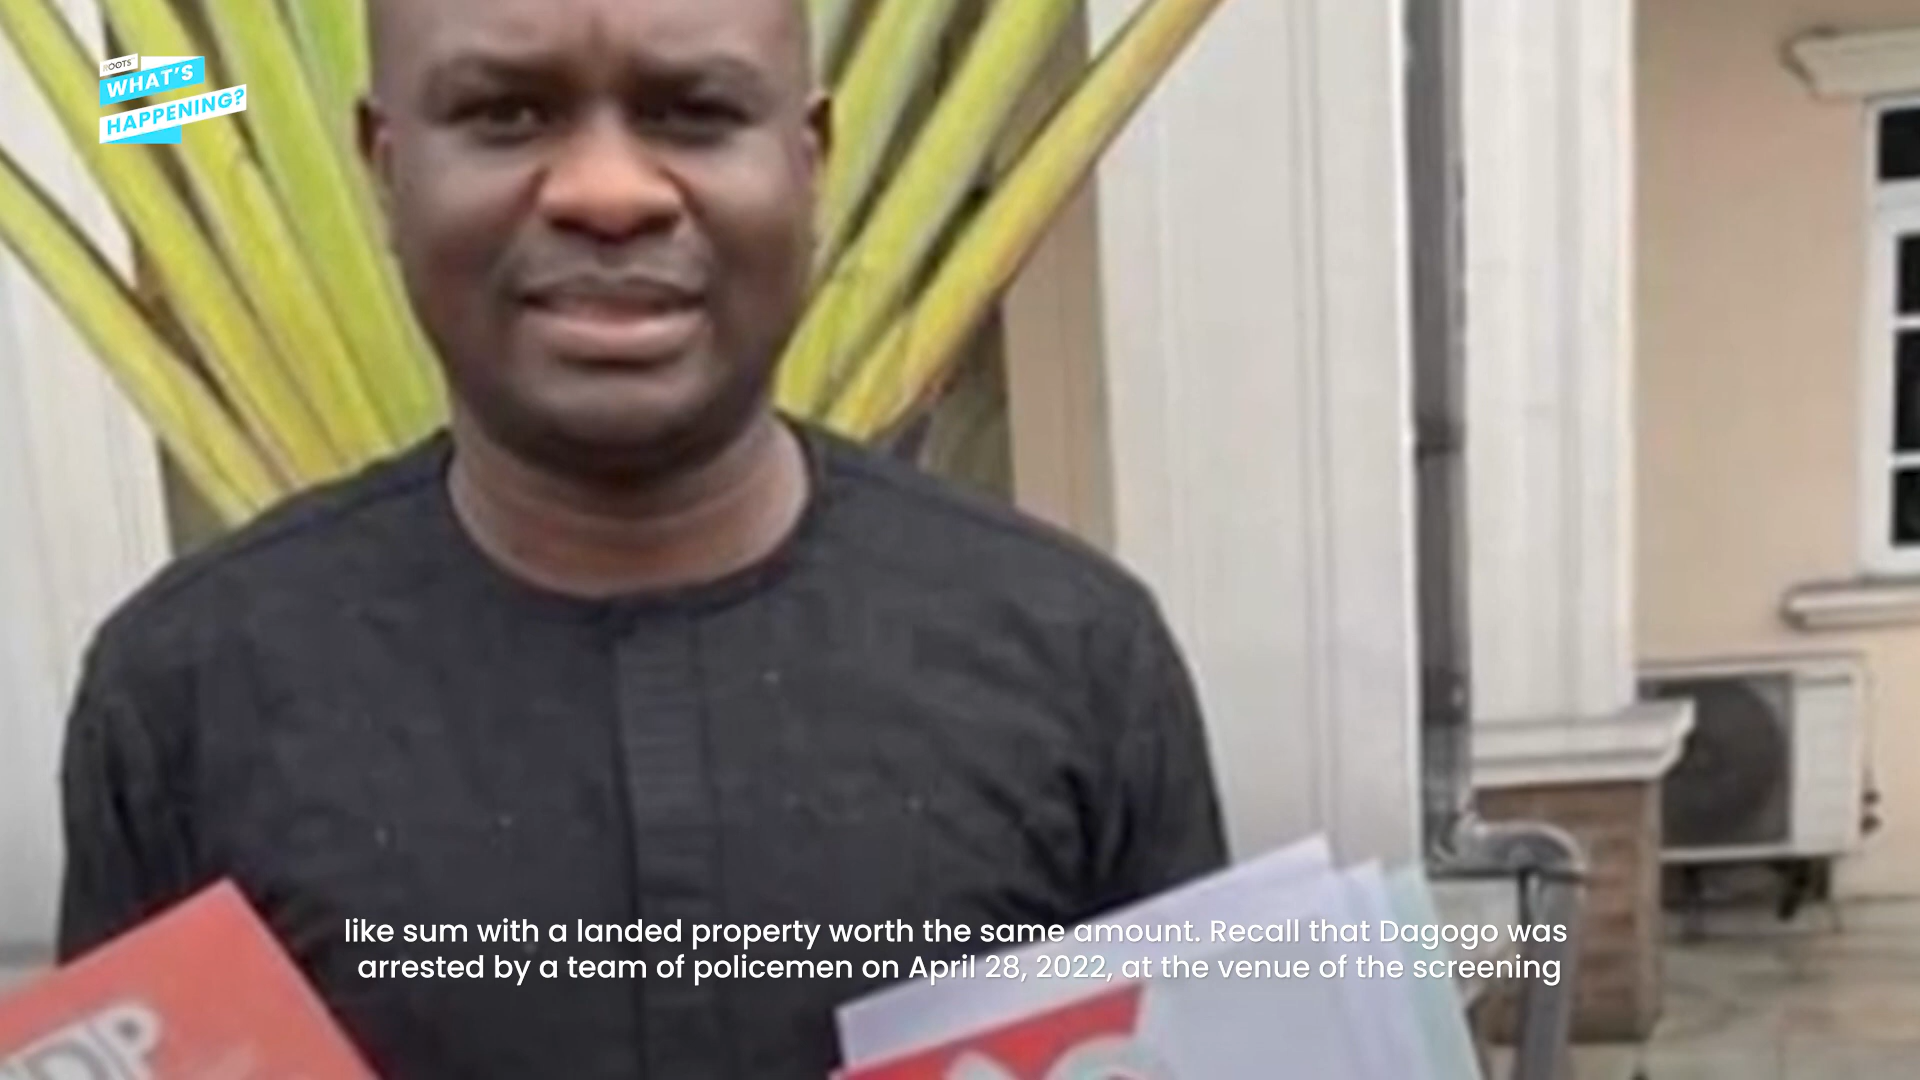 ROOTS
WHAT'S
HAPPENING?
like sum with a landed property worth the same amount. Recall that Dagogo was
arrested by a team of policemen on April 28, 2022, at the venue of the screening